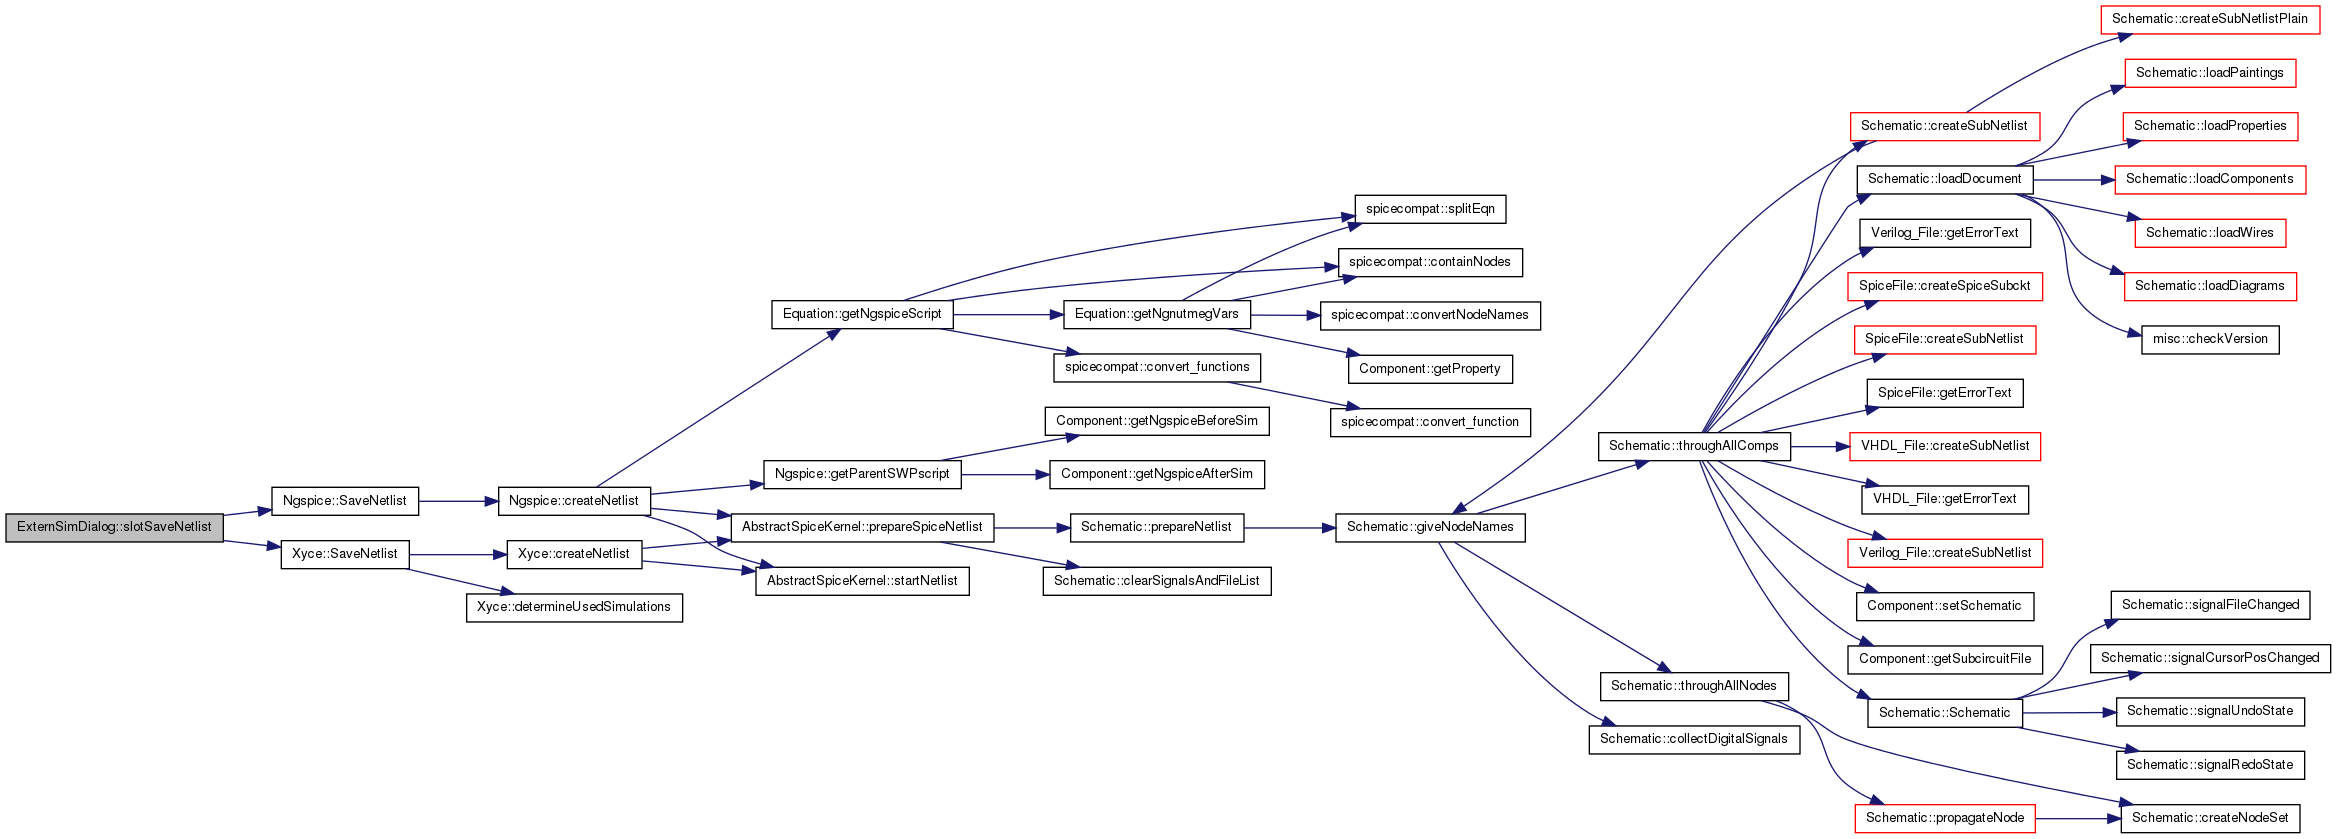 ExternSimDialog::slotSaveNetlist
Ngspice::SaveNetlist
Xyce::SaveNetlist
Ngspice::createNetlist
Xyce::createNetlist
Xyce::determineUsedSimulations
Equation::getNgspiceScript
Ngspice::getParentSWPscript
AbstractSpiceKernel::prepareSpiceNetlist
AbstractSpiceKernel::startNetlist
Equation::getNgnutmegVars
spicecompat::convert_functions
Component::getNgspiceBeforeSim
Component::getNgspiceAfterSim
Schematic::prepareNetlist
Schematic::clearSignalsAndFileList
spicecompat::splitEqn
spicecompat::containNodes
spicecompat::convertNodeNames
Component::getProperty
spicecompat::convert_function
Schematic::giveNodeNames
Schematic::throughAllComps
Schematic::throughAllNodes
Schematic::collectDigitalSignals
Schematic::createSubNetlist
Schematic::loadDocument
Verilog_File::getErrorText
SpiceFile::createSpiceSubckt
SpiceFile::createSubNetlist
SpiceFile::getErrorText
VHDL_File::createSubNetlist
VHDL_File::getErrorText
Verilog_File::createSubNetlist
Component::setSchematic
Component::getSubcircuitFile
Schematic::Schematic
Schematic::propagateNode
Schematic::createSubNetlistPlain
Schematic::loadPaintings
Schematic::loadProperties
Schematic::loadComponents
Schematic::loadWires
Schematic::loadDiagrams
misc::checkVersion
Schematic::signalFileChanged
Schematic::signalCursorPosChanged
Schematic::signalUndoState
Schematic::signalRedoState
Schematic::createNodeSet